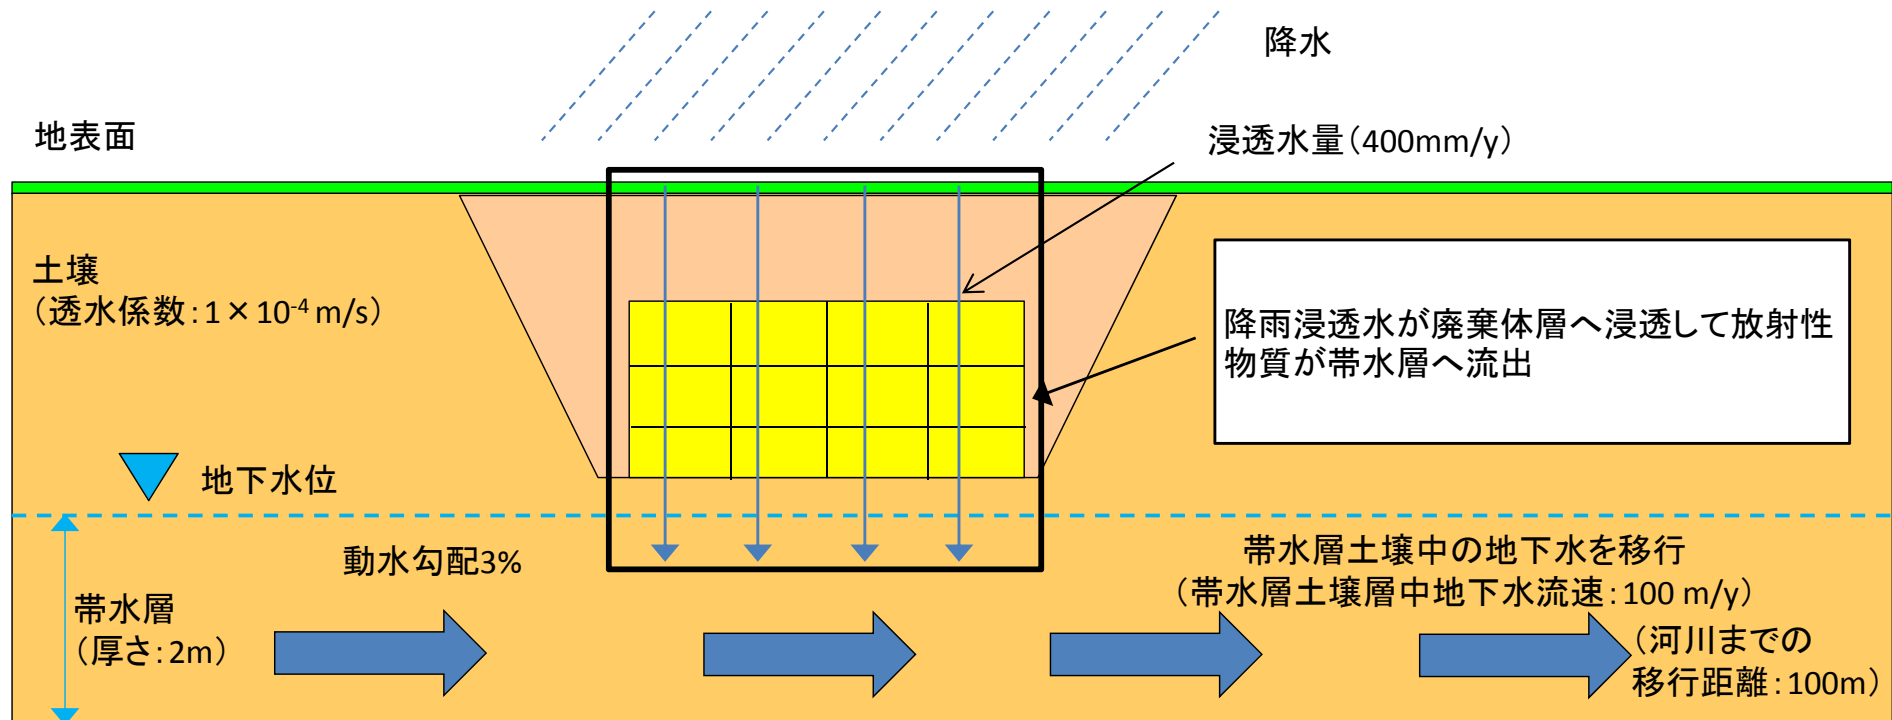 降水
地表面
浸透水量（400mm/y）
土壌
（透水係数：1×10⁻⁴ m/s）
降雨浸透水が廃棄体層へ浸透して放射性
物質が帯水層へ流出
地下水位
動水勾配3%
帯水層土壌中の地下水を移行
（帯水層土壌層中地下水流速：100 m/y）
帯水層
（厚さ：2m）
（河川までの
移行距離：100m）